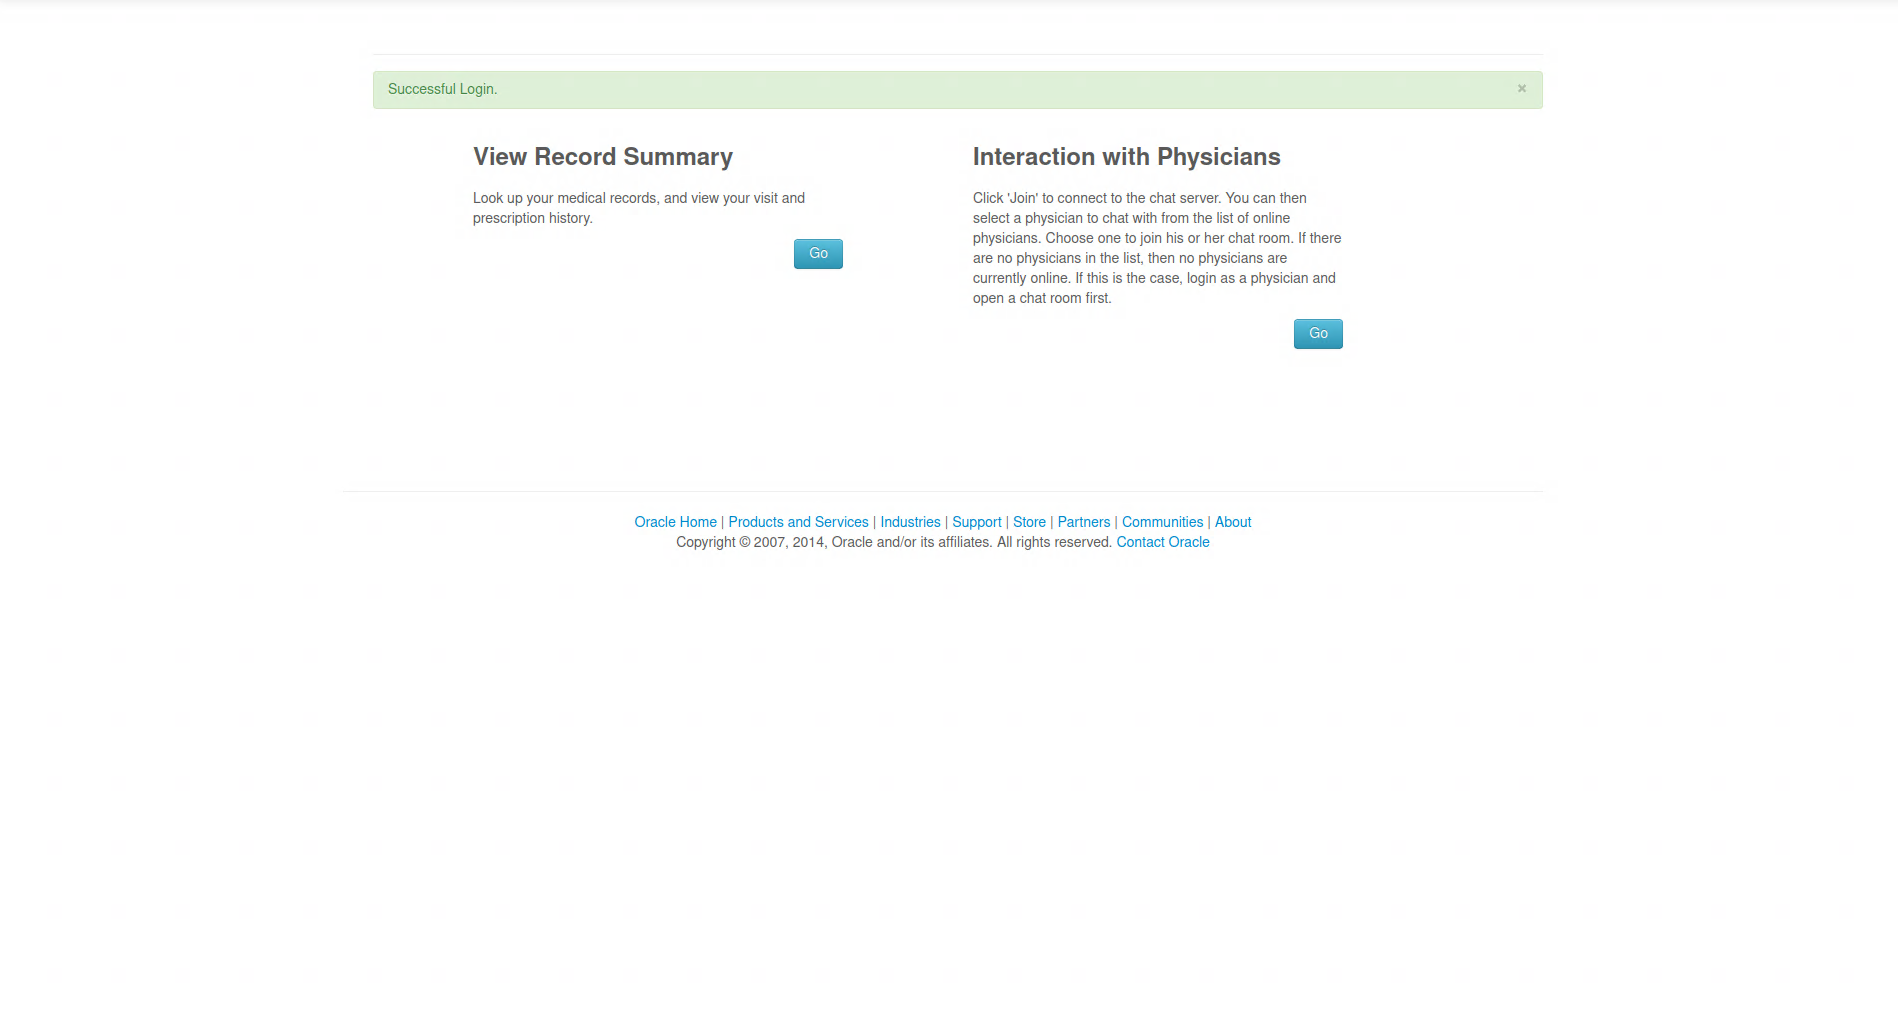 Successful Login.
×
View Record Summary
Look up your medical records, and view your visit and
prescription history.
Go
Interaction with Physicians
Click 'Join' to connect to the chat server. You can then
select a physician to chat with from the list of online
physicians. Choose one to join his or her chat room. If there
are no physicians in the list, then no physicians are
currently online. If this is the case, login as a physician and
open a chat room first.
Go
Oracle Home | Products and Services | Industries | Support | Store | Partners | Communities | About
Copyright © 2007, 2014, Oracle and/or its affiliates. All rights reserved. Contact Oracle